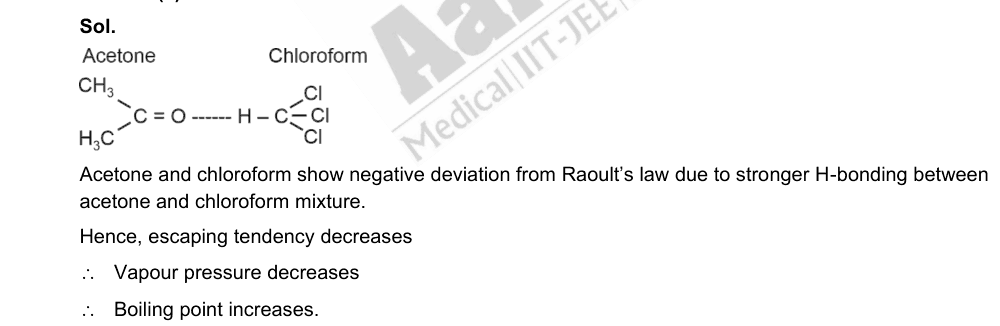 Sol.
Acetone Chloroform
CH₃ Cl
C = O ------ H – C – Cl
H₃C Cl
Acetone and chloroform show negative deviation from Raoult's law due to stronger H-bonding between
acetone and chloroform mixture.
Hence, escaping tendency decreases
∴ Vapour pressure decreases
∴ Boiling point increases.
Medical|IIT-JEE